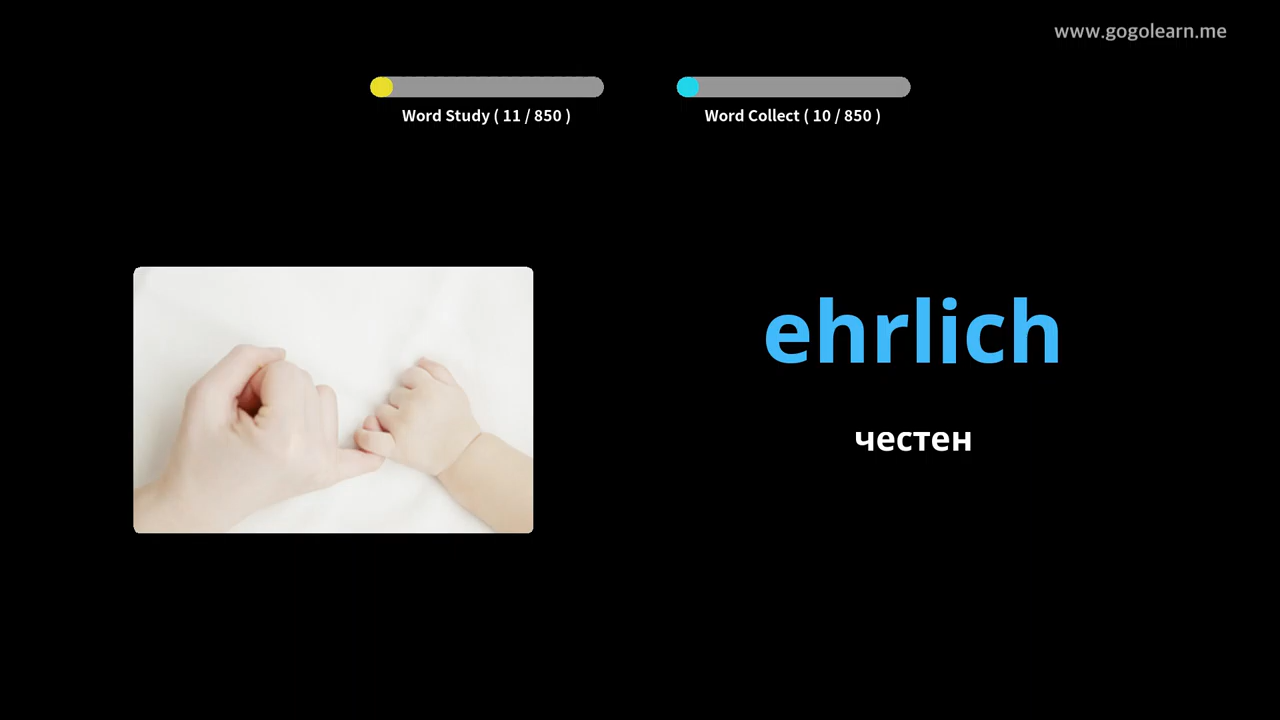 www.gogolearn.me
Word Study ( 11 / 850 )
Word Collect ( 10 / 850 )
ehrlich
честен